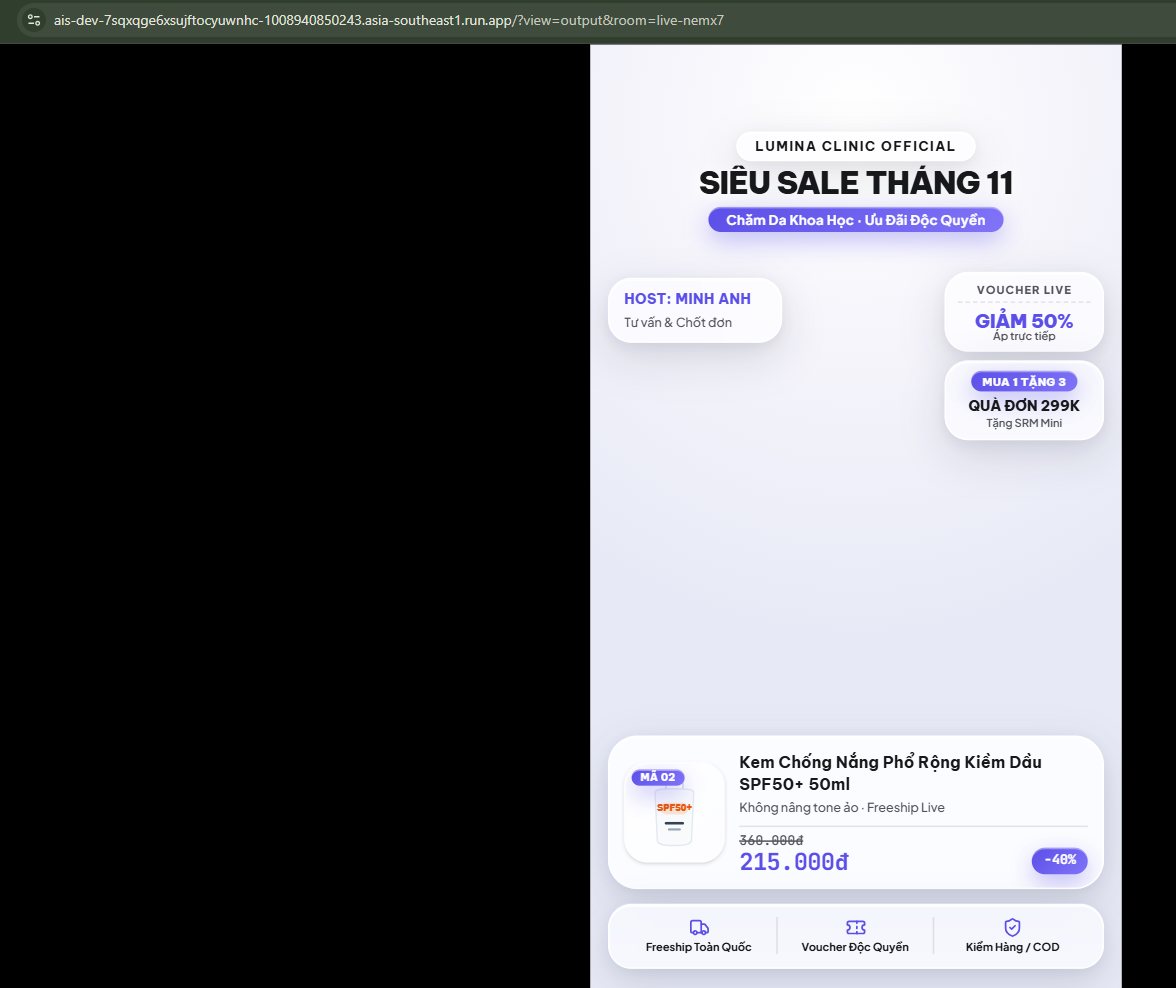 ais-dev-7sqxqge6xsujftocyuwnhc-1008940850243.asia-southeast1.run.app/?view=output&room=live-nemx7
LUMINA CLINIC OFFICIAL
SIÊU SALE THÁNG 11
Chăm Da Khoa Học · Ưu Đãi Độc Quyền
HOST: MINH ANH
Tư vấn & Chốt đơn
VOUCHER LIVE
GIẢM 50%
Áp trực tiếp
MUA 1 TẶNG 3
QUÀ ĐƠN 299K
Tặng SRM Mini
MÃ 02
SPF50+
Kem Chống Nắng Phổ Rộng Kiềm Dầu
SPF50+ 50ml
Không nâng tone ảo · Freeship Live
360.000đ
215.000đ
-40%
Freeship Toàn Quốc
Voucher Độc Quyền
Kiểm Hàng / COD